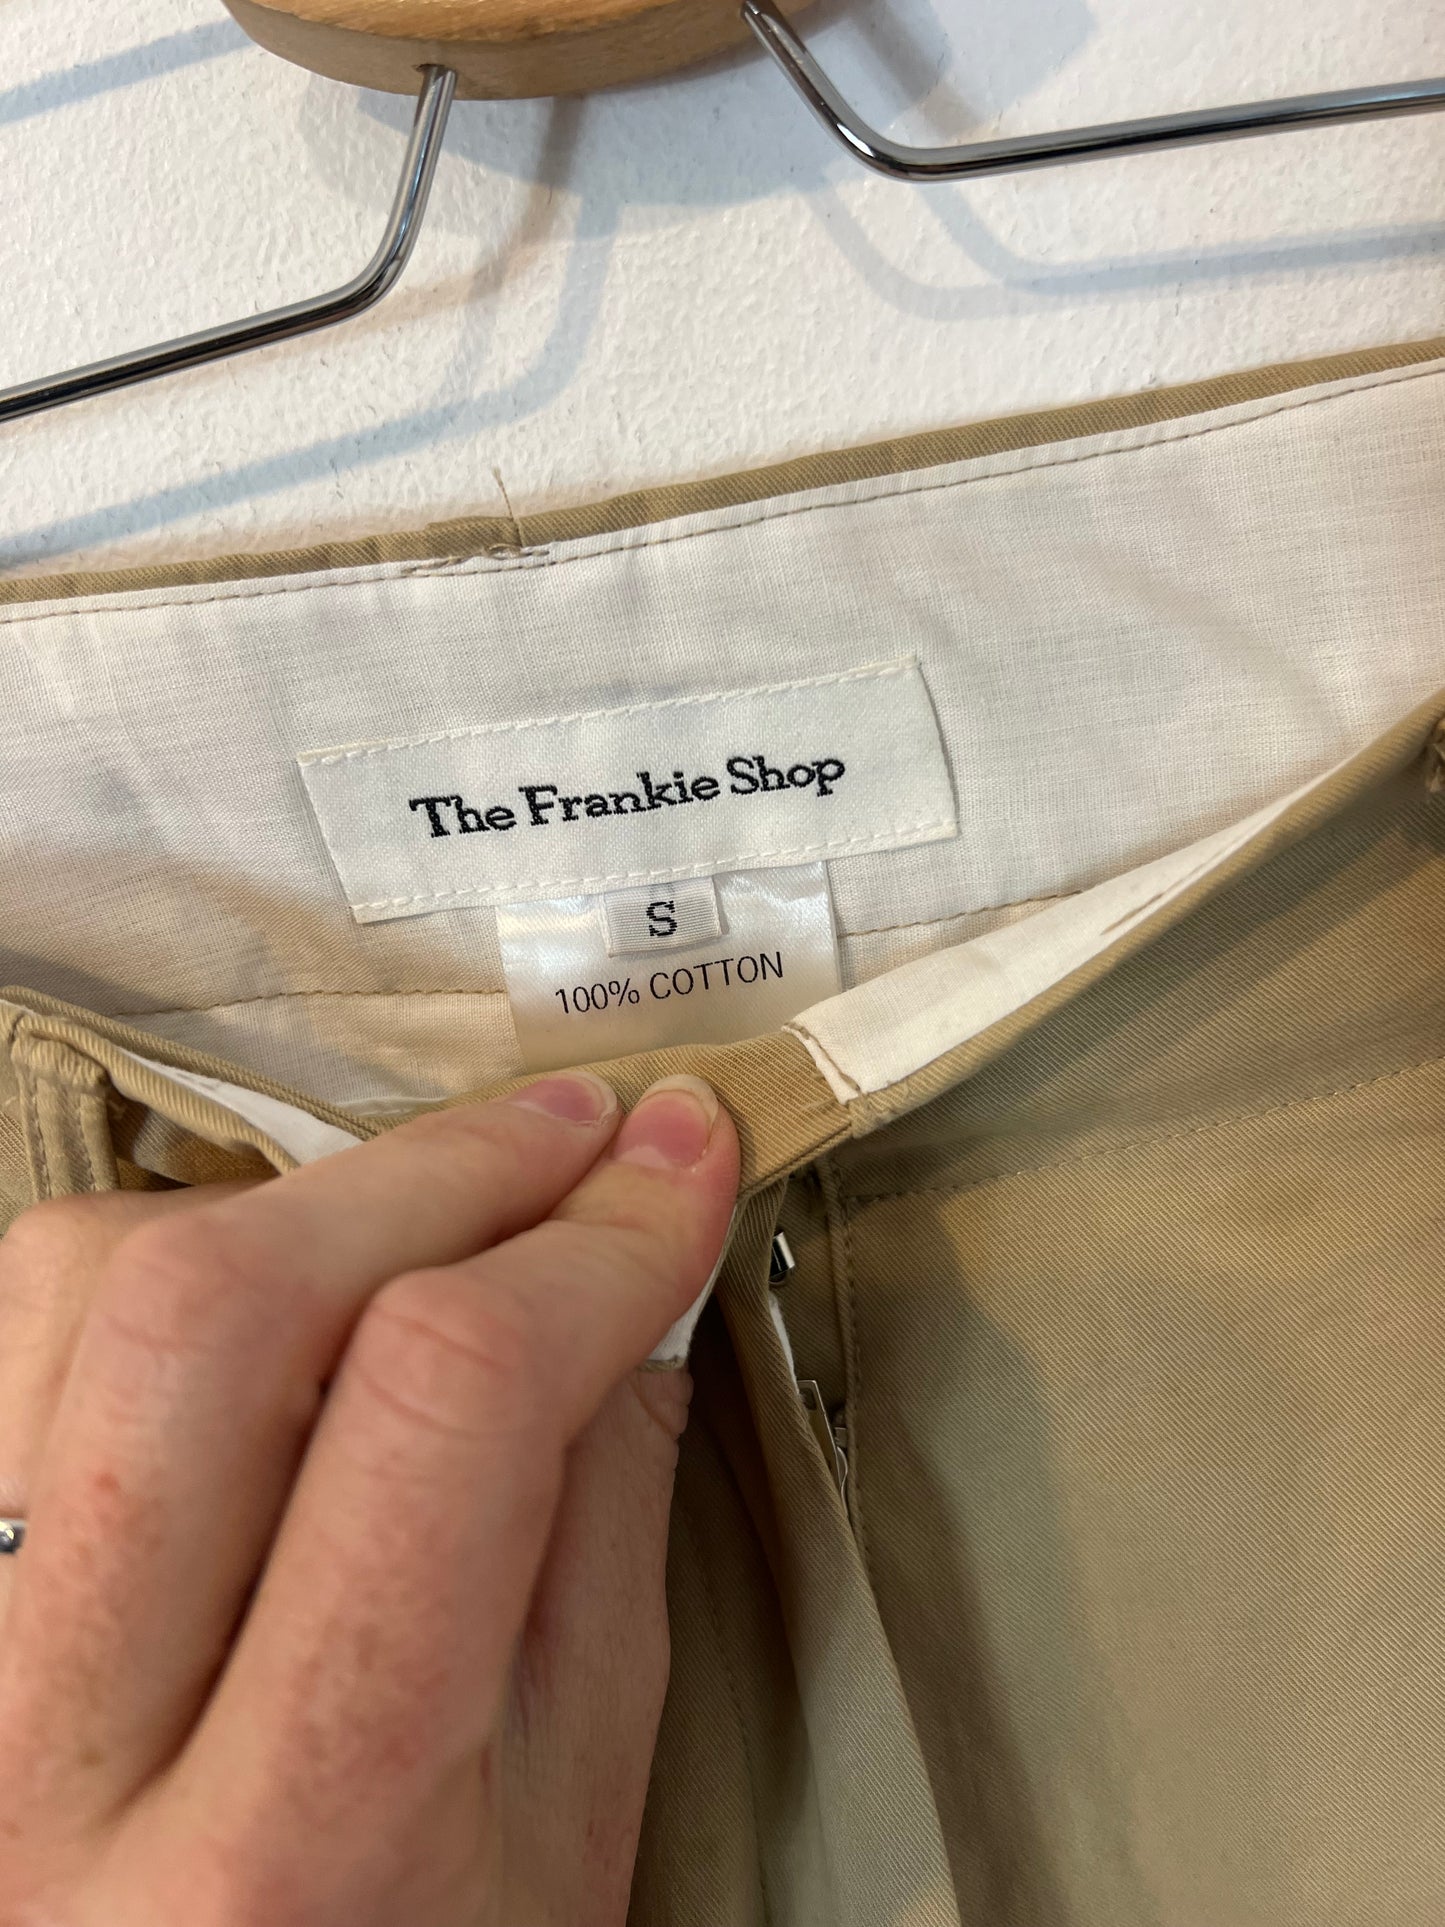 The Frankie Shop
S
100% COTTON